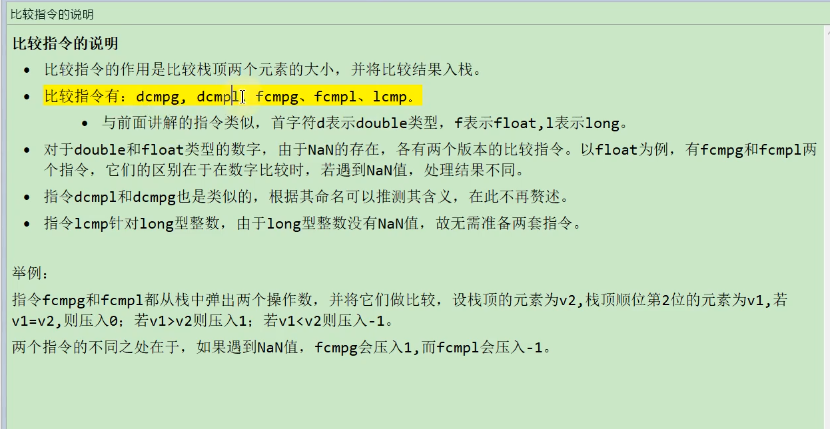 比较指令的说明
比较指令的说明
• 比较指令的作用是比较栈顶两个元素的大小，并将比较结果入栈。
• 比较指令有：dcmpg, dcmpl、fcmpg、fcmpl、lcmp。
• 与前面讲解的指令类似，首字符d表示double类型，f表示float,l表示long。
• 对于double和float类型的数字，由于NaN的存在，各有两个版本的比较指令。以float为例，有fcmpg和fcmpl两
个指令，它们的区别在于在数字比较时，若遇到NaN值，处理结果不同。
• 指令dcmpl和dcmpg也是类似的，根据其命名可以推测其含义，在此不再赘述。
• 指令lcmp针对long型整数，由于long型整数没有NaN值，故无需准备两套指令。
举例：
指令fcmpg和fcmpl都从栈中弹出两个操作数，并将它们做比较，设栈顶的元素为v2,栈顶顺位第2位的元素为v1,若
v1=v2,则压入0；若v1>v2则压入1；若v1<v2则压入-1。
两个指令的不同之处在于，如果遇到NaN值，fcmpg会压入1,而fcmpl会压入-1。